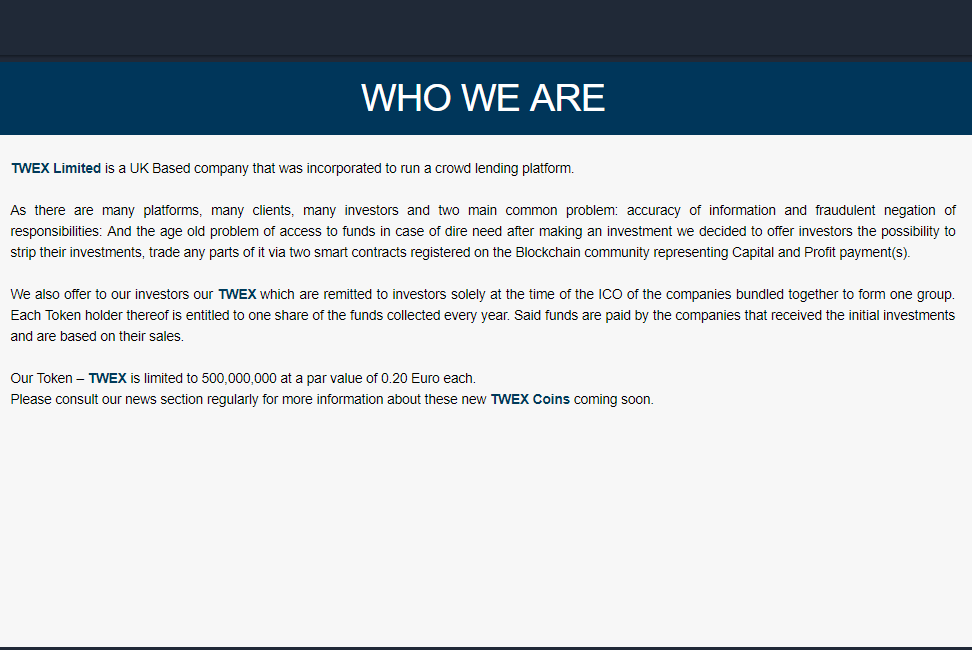 WHO WE ARE
TWEX Limited is a UK Based company that was incorporated to run a crowd lending platform.
As there are many platforms, many clients, many investors and two main common problem: accuracy of information and fraudulent negation of
responsibilities: And the age old problem of access to funds in case of dire need after making an investment we decided to offer investors the possibility to
strip their investments, trade any parts of it via two smart contracts registered on the Blockchain community representing Capital and Profit payment(s).
We also offer to our investors our TWEX which are remitted to investors solely at the time of the ICO of the companies bundled together to form one group.
Each Token holder thereof is entitled to one share of the funds collected every year. Said funds are paid by the companies that received the initial investments
and are based on their sales.
Our Token – TWEX is limited to 500,000,000 at a par value of 0.20 Euro each.
Please consult our news section regularly for more information about these new TWEX Coins coming soon.